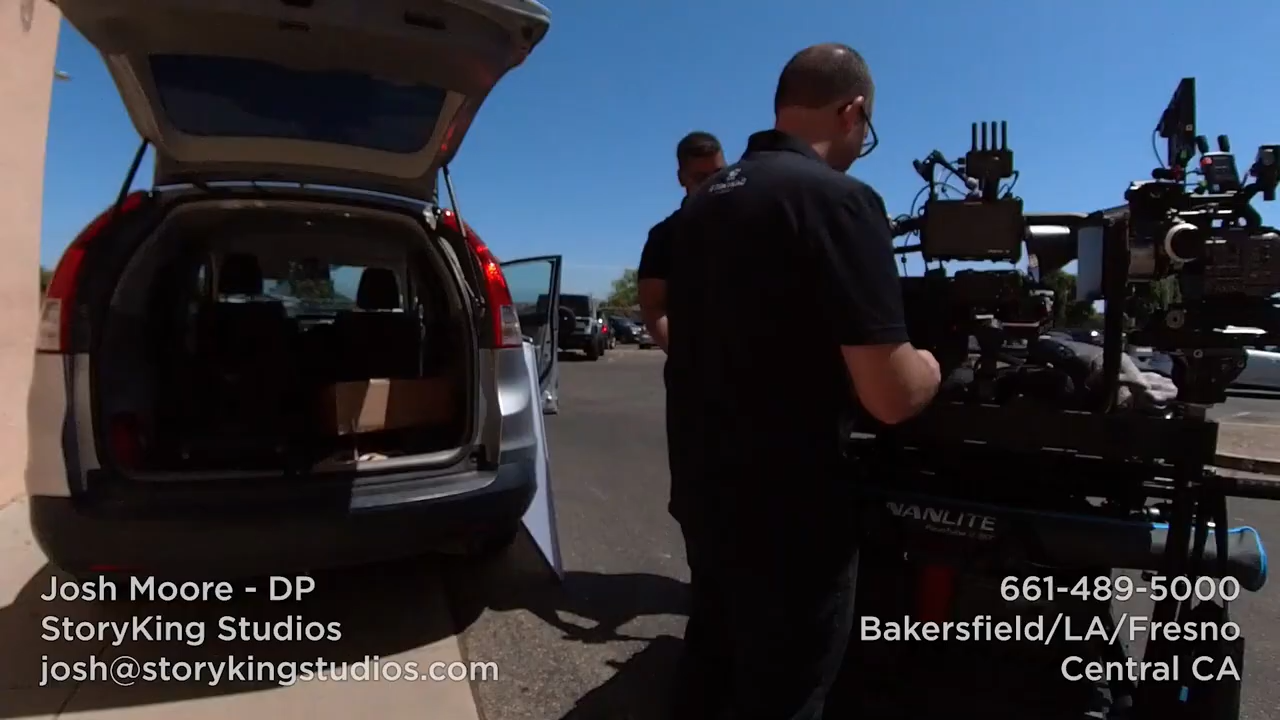 Josh Moore - DP
StoryKing Studios
josh@storykingstudios.com
661-489-5000
Bakersfield/LA/Fresno
Central CA
NANLITE